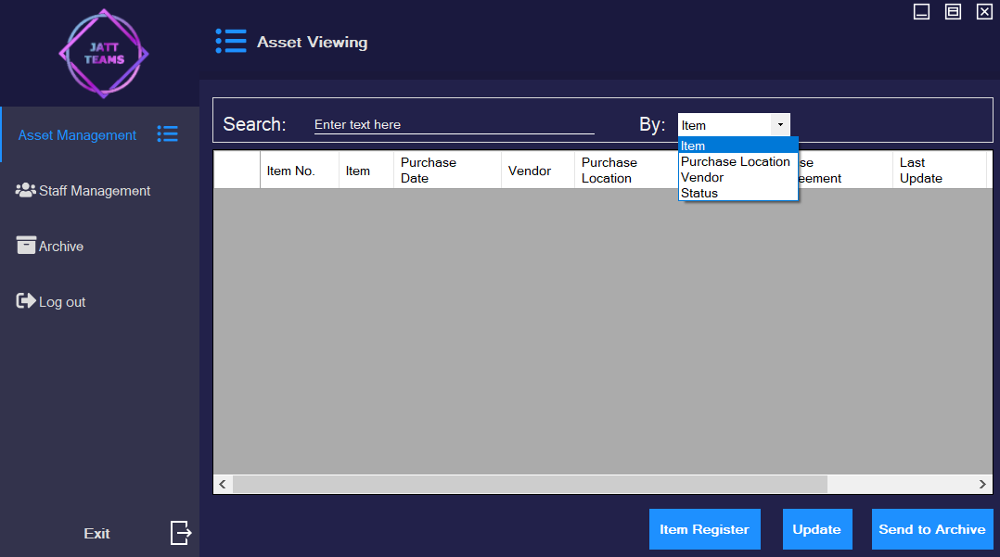 JATT
TEAMS
Asset Viewing
Asset Management
Staff Management
Archive
Log out
Exit
Search:
Enter text here
By:
Item
Item
Purchase Location
Vendor
Status
Item No.
Item
Purchase
Date
Vendor
Purchase
Location
se
eement
Last
Update
Item Register
Update
Send to Archive